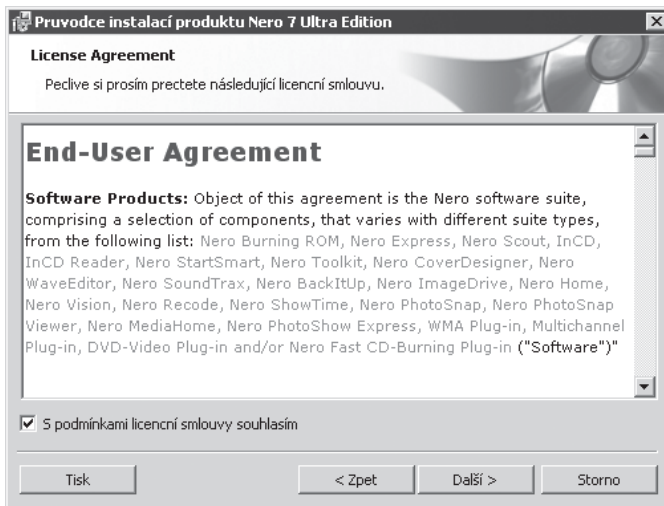 Pruvodce instalací produktu Nero 7 Ultra Edition
License Agreement
Peclive si prosím prectete následující licencní smlouvu.
End-User Agreement
Software Products: Object of this agreement is the Nero software suite,
comprising a selection of components, that varies with different suite types,
from the following list: Nero Burning ROM, Nero Express, Nero Scout, InCD,
InCD Reader, Nero StartSmart, Nero Toolkit, Nero CoverDesigner, Nero
WaveEditor, Nero SoundTrax, Nero BackItUp, Nero ImageDrive, Nero Home,
Nero Vision, Nero Recode, Nero ShowTime, Nero PhotoSnap, Nero PhotoSnap
Viewer, Nero MediaHome, Nero PhotoShow Express, WMA Plug-in, Multichannel
Plug-in, DVD-Video Plug-in and/or Nero Fast CD-Burning Plug-in ("Software")"
S podmínkami licencní smlouvy souhlasím
Tisk < Zpet Další > Storno